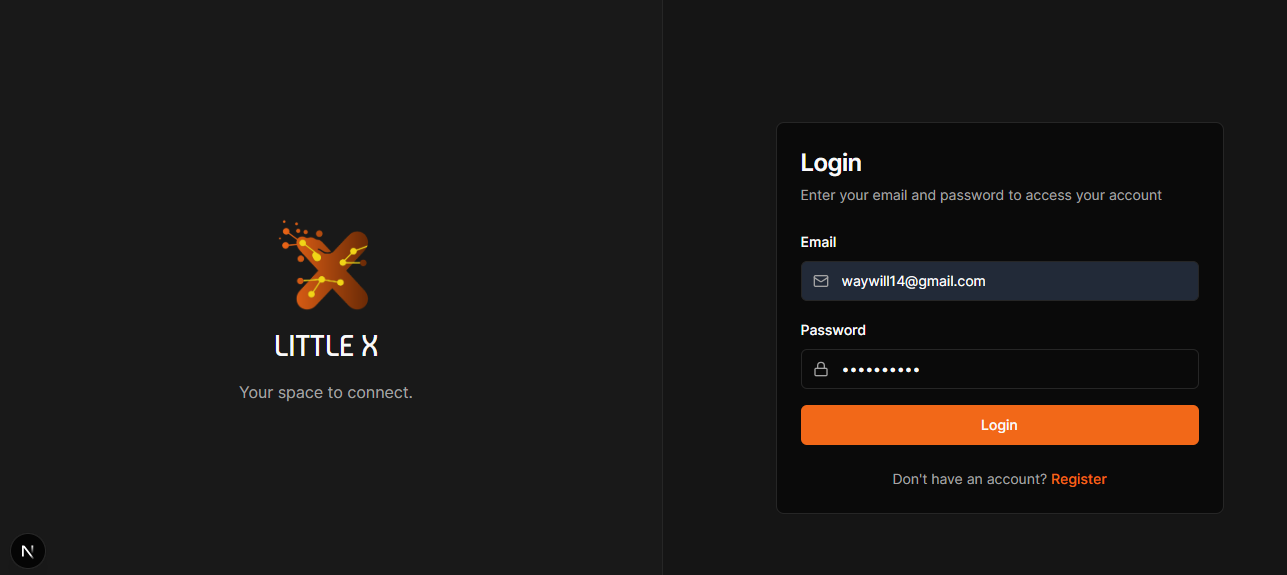 LITTLE X
Your space to connect.
Login
Enter your email and password to access your account
Email
waywill14@gmail.com
Password
••••••••••
Login
Don't have an account? Register
N